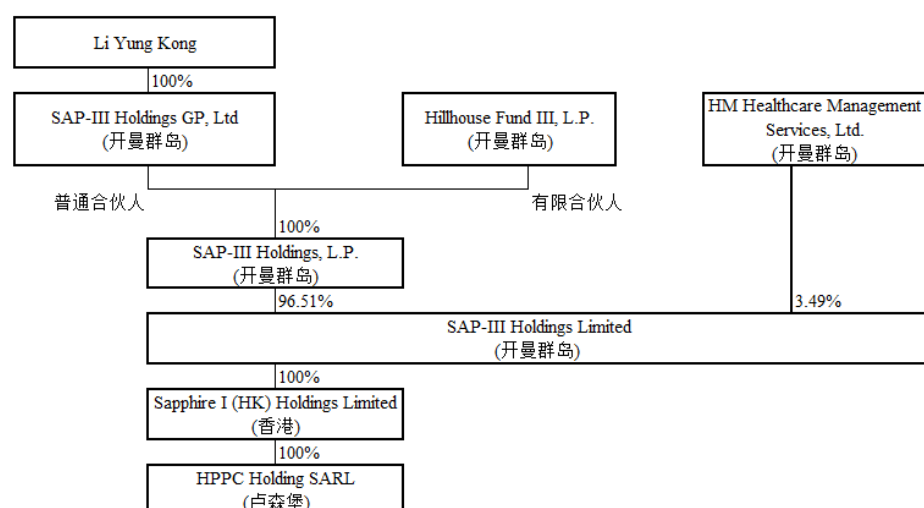 Li Yung Kong
100%
SAP-III Holdings GP, Ltd
(开曼群岛)
Hillhouse Fund III, L.P.
(开曼群岛)
HM Healthcare Management
Services, Ltd.
(开曼群岛)
普通合伙人
有限合伙人
100%
SAP-III Holdings, L.P.
(开曼群岛)
96.51%
3.49%
SAP-III Holdings Limited
(开曼群岛)
100%
Sapphire I (HK) Holdings Limited
(香港)
100%
HPPC Holding SARL
(卢森堡)